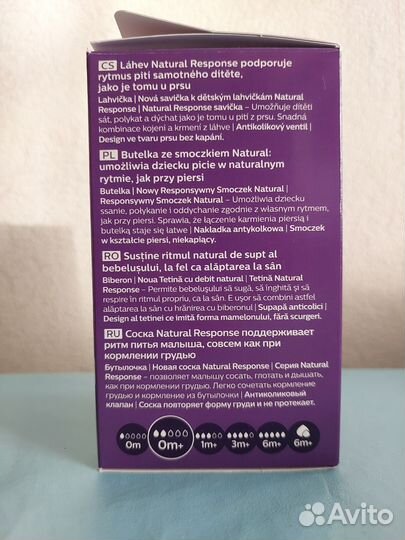 CS Láhev Natural Response podporuje
rytmus pití samotného dítěte,
jako je tomu u prsu
Lahvička | Nová savička k dětským lahvičkám Natural
Response | Natural Response savička – Umožňuje dítěti
sát, polykat a dýchat jako je tomu u pití z prsu. Snadná
kombinace kojení a krmení z láhve | Antikolikový ventil |
Design ve tvaru prsu bez kapání.
PL Butelka ze smoczkiem Natural:
umożliwia dziecku picie w naturalnym
rytmie, jak przy piersi
Butelka | Nowy Responsywny Smoczek Natural |
Responsywny Smoczek Natural – Umożliwia dziecku
ssanie, połykanie i oddychanie zgodnie z własnym rytmem,
jak przy piersi. Sprawia, że łączenie karmienia piersią i
butelką staje się łatwe | Nakładka antykolkowa | Smoczek
w kształcie piersi, niekapiący.
RO Susține ritmul natural de supt al
bebelușului, la fel ca alăptarea la sân
Biberon | Noua Tetină cu debit natural | Tetină Natural
Response – Permite bebelușului să sugă, să înghită și să
respire în ritmul propriu, ca la sân. E ușor să combini astfel
alăptarea la sân cu hrănirea cu biberonul | Supapă anticolici |
Design al tetinei ce imită forma mamelonului, fără scurgeri.
RU Соска Natural Response поддерживает
ритм питья малыша, совсем как при
кормлении грудью
Бутылочка | Новая соска Natural Response | Серия Natural
Response – позволяет малышу сосать, глотать и дышать,
как при кормлении грудью. Легко сочетать кормление
грудью и кормление из бутылочки | Антиколиковый
клапан | Соска повторяет форму груди и не протекает.
0m 0m+ 1m+ 3m+ 6m+ 6m+
Avito